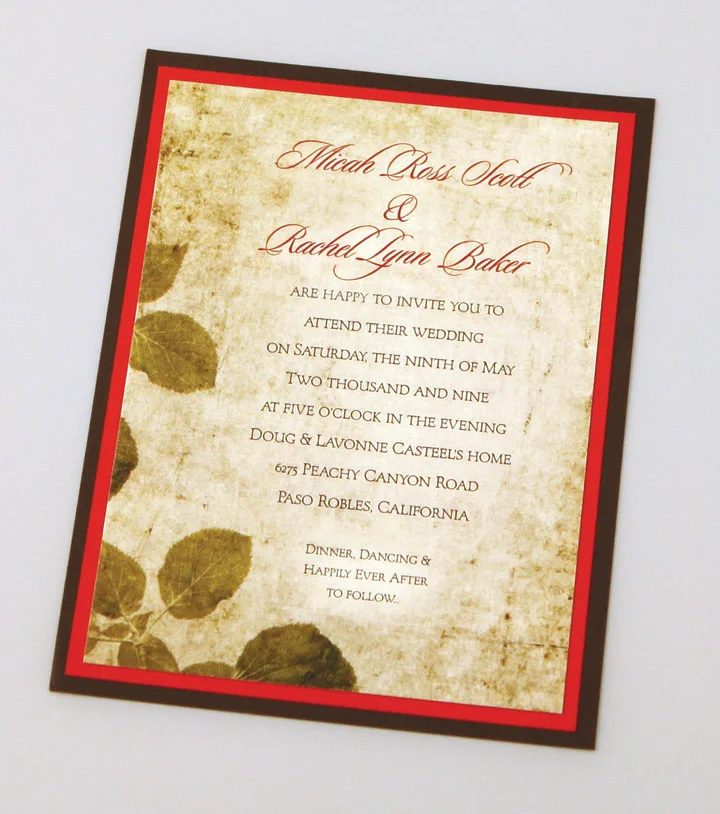 Micah Ross Scott
&
Rachel Lynn Baker
ARE HAPPY TO INVITE YOU TO
ATTEND THEIR WEDDING
ON SATURDAY, THE NINTH OF MAY
TWO THOUSAND AND NINE
AT FIVE O'CLOCK IN THE EVENING
DOUG & LAVONNE CASTEEL'S HOME
6275 PEACHY CANYON ROAD
PASO ROBLES, CALIFORNIA
DINNER, DANCING &
HAPPILY EVER AFTER
TO FOLLOW...